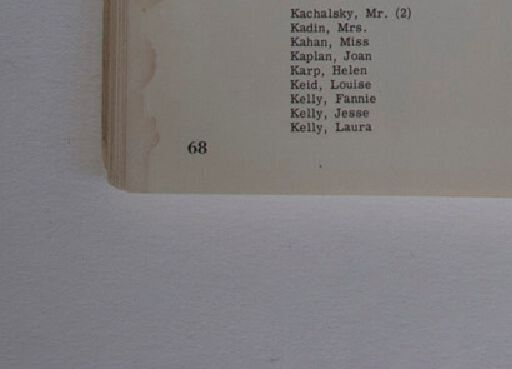 Kachalsky, Mr. (2)
Kadin, Mrs.
Kahan, Miss
Kaplan, Joan
Karp, Helen
Keid, Louise
Kelly, Fannie
Kelly, Jesse
Kelly, Laura
68